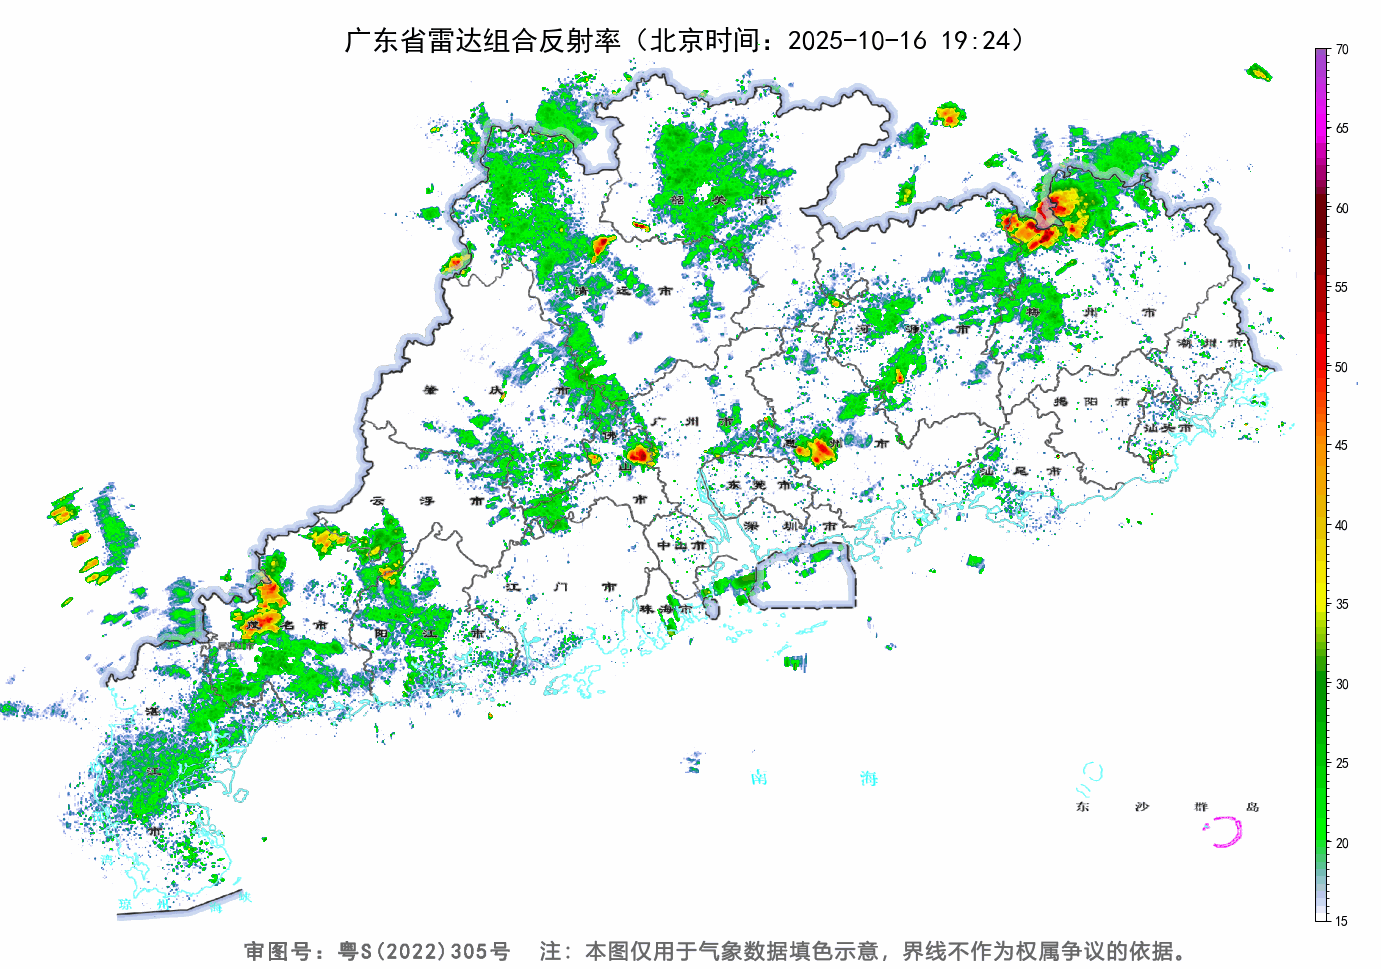 广东省雷达组合反射率（北京时间：2025-10-16 19:24）
70
65
60
55
50
45
40
35
30
25
20
15
韶关市
清远市
河源市
梅州市
潮州市
肇庆市
广州市
揭阳市
汕头市
佛山市
惠州市
汕尾市
东莞市
云浮市
深圳市
中山市
江门市
珠海市
茂名市
阳江市
湛江市
南海
东沙群岛
琼州海峡
审图号：粤S(2022)305号 注：本图仅用于气象数据填色示意，界线不作为权属争议的依据。